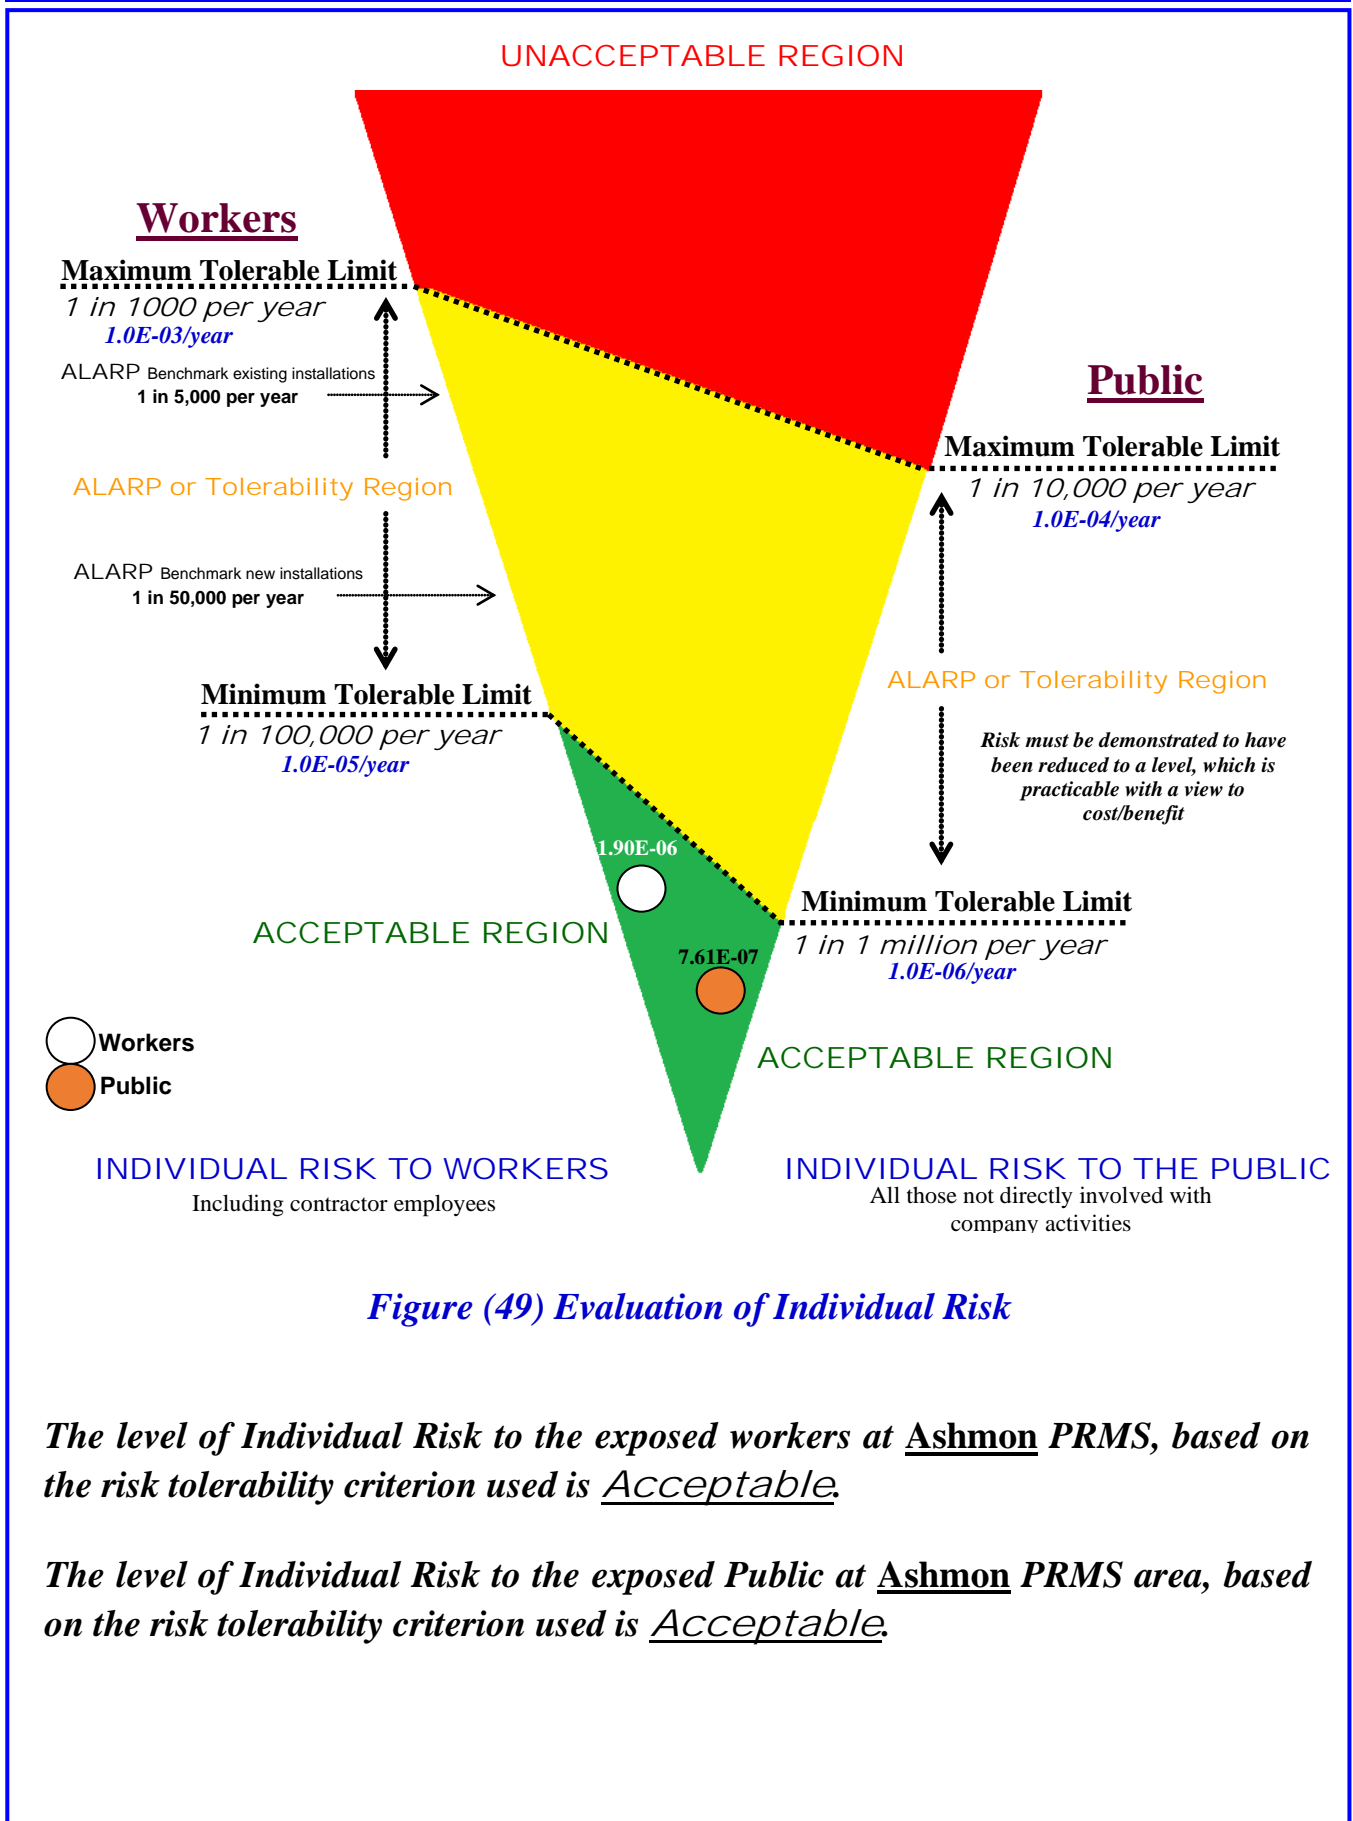 UNACCEPTABLE REGION
Workers
Maximum Tolerable Limit
1 in 1000 per year
1.0E-03/year
ALARP Benchmark existing installations
1 in 5,000 per year
Public
Maximum Tolerable Limit
1 in 10,000 per year
1.0E-04/year
ALARP or Tolerability Region
ALARP Benchmark new installations
1 in 50,000 per year
Minimum Tolerable Limit
1 in 100,000 per year
1.0E-05/year
ALARP or Tolerability Region
Risk must be demonstrated to have
been reduced to a level, which is
practicable with a view to
cost/benefit
1.90E-06
Minimum Tolerable Limit
1 in 1 million per year
1.0E-06/year
ACCEPTABLE REGION
7.61E-07
Workers
Public
ACCEPTABLE REGION
INDIVIDUAL RISK TO WORKERS
Including contractor employees
INDIVIDUAL RISK TO THE PUBLIC
All those not directly involved with
company activities
Figure (49) Evaluation of Individual Risk
The level of Individual Risk to the exposed workers at Ashmon PRMS, based on
the risk tolerability criterion used is Acceptable.
The level of Individual Risk to the exposed Public at Ashmon PRMS area, based
on the risk tolerability criterion used is Acceptable.